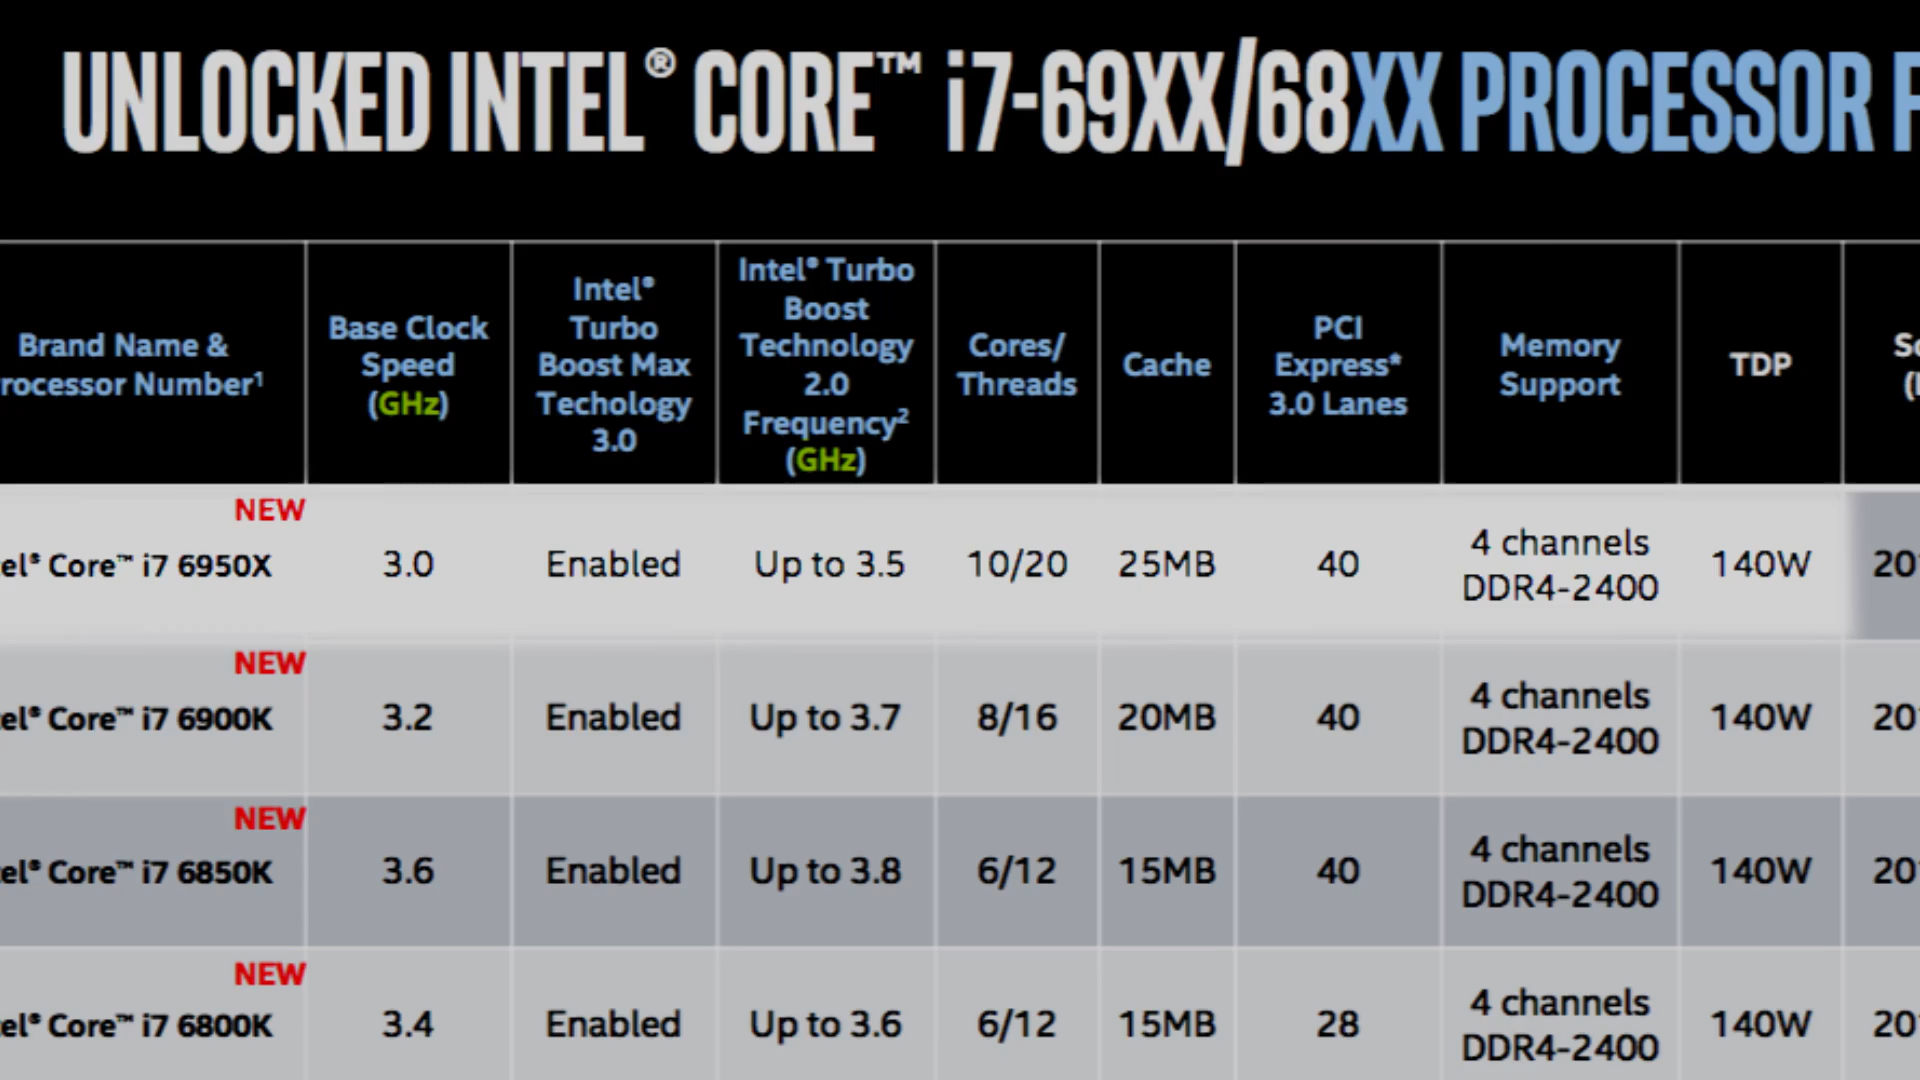 UNLOCKED INTEL® CORE™ i7-69XX/68XX PROCESSOR F
Brand Name &
rocessor Number¹
Base Clock
Speed
(GHz)
Intel®
Turbo
Boost Max
Techology
3.0
Intel® Turbo
Boost
Technology
2.0
Frequency²
(GHz)
Cores/
Threads
Cache
PCI
Express*
3.0 Lanes
Memory
Support
TDP
NEW
el® Core™ i7 6950X
3.0
Enabled
Up to 3.5
10/20
25MB
40
4 channels
DDR4-2400
140W
20
NEW
el® Core™ i7 6900K
3.2
Enabled
Up to 3.7
8/16
20MB
40
4 channels
DDR4-2400
140W
20
NEW
el® Core™ i7 6850K
3.6
Enabled
Up to 3.8
6/12
15MB
40
4 channels
DDR4-2400
140W
20
NEW
el® Core™ i7 6800K
3.4
Enabled
Up to 3.6
6/12
15MB
28
4 channels
DDR4-2400
140W
20